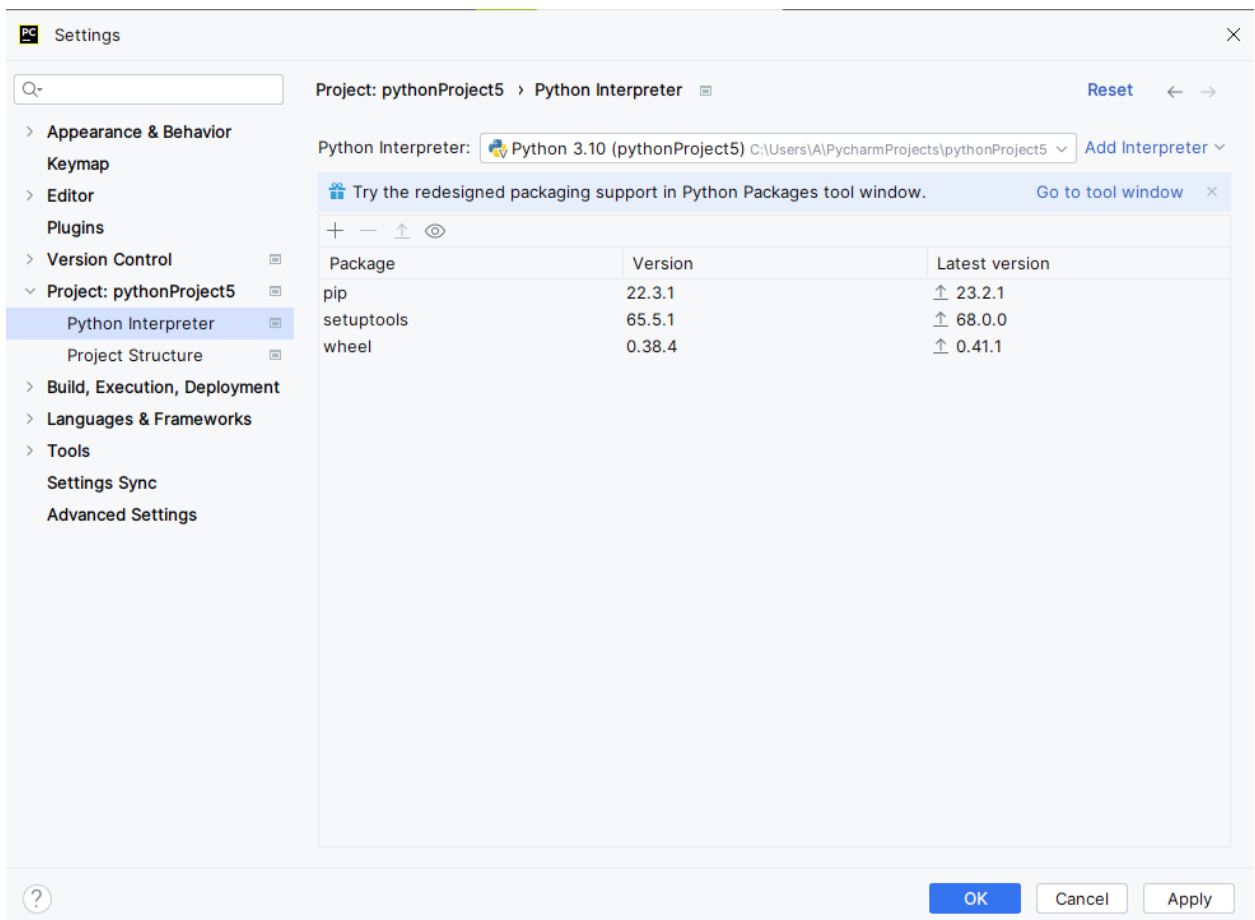 PC Settings
Project: pythonProject5 › Python Interpreter Reset
Appearance & Behavior
Keymap
Editor
Plugins
Version Control
Project: pythonProject5
Python Interpreter
Project Structure
Build, Execution, Deployment
Languages & Frameworks
Tools
Settings Sync
Advanced Settings
Python Interpreter: Python 3.10 (pythonProject5) C:\Users\A\PycharmProjects\pythonProject5 Add Interpreter
Try the redesigned packaging support in Python Packages tool window. Go to tool window
Package Version Latest version
pip 22.3.1 23.2.1
setuptools 65.5.1 68.0.0
wheel 0.38.4 0.41.1
? OK Cancel Apply